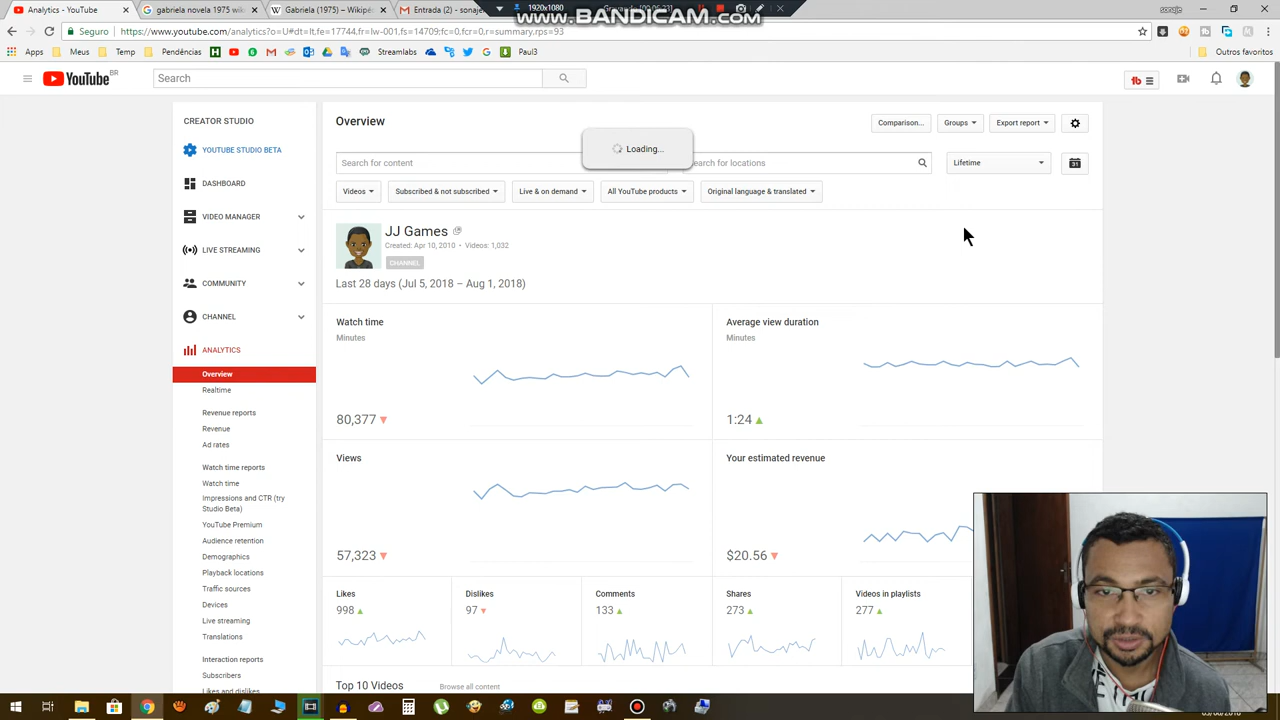 Analytics - YouTube
gabriela novela 1975 wiki
Gabriela (1975) – Wikipé
Entrada (2) - sonaje
1920x1080
www.BANDICAM.com
sonaje
Seguro
https://www.youtube.com/analytics?o=U#dt=lt,fe=17744,fr=lw-001,fs=14709;fc=0,fcr=0,r=summary,rps=93
Apps
Meus
Temp
Pendências
Streamlabs
Paul3
Outros favoritos
YouTube BR
Search
CREATOR STUDIO
YOUTUBE STUDIO BETA
DASHBOARD
VIDEO MANAGER
LIVE STREAMING
COMMUNITY
CHANNEL
ANALYTICS
Overview
Realtime
Revenue reports
Revenue
Ad rates
Watch time reports
Watch time
Impressions and CTR (try
Studio Beta)
YouTube Premium
Audience retention
Demographics
Playback locations
Traffic sources
Devices
Live streaming
Translations
Interaction reports
Subscribers
Likes and dislikes
Overview
Comparison...
Groups
Export report
Loading...
Search for content
earch for locations
Lifetime
31
Videos
Subscribed & not subscribed
Live & on demand
All YouTube products
Original language & translated
JJ Games
Created: Apr 10, 2010 • Videos: 1,032
CHANNEL
Last 28 days (Jul 5, 2018 – Aug 1, 2018)
Watch time
Minutes
80,377
Average view duration
Minutes
1:24
Views
57,323
Your estimated revenue
$20.56
Likes
998
Dislikes
97
Comments
133
Shares
273
Videos in playlists
277
Top 10 Videos
Browse all content